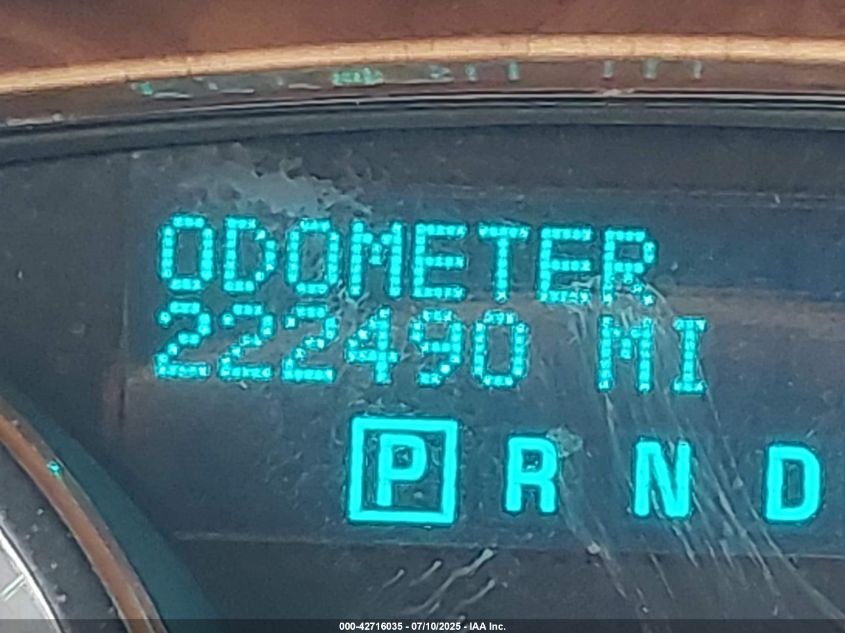 ODOMETER
222490 MI
P R N D
000-42716035 - 07/10/2025 - IAA Inc.